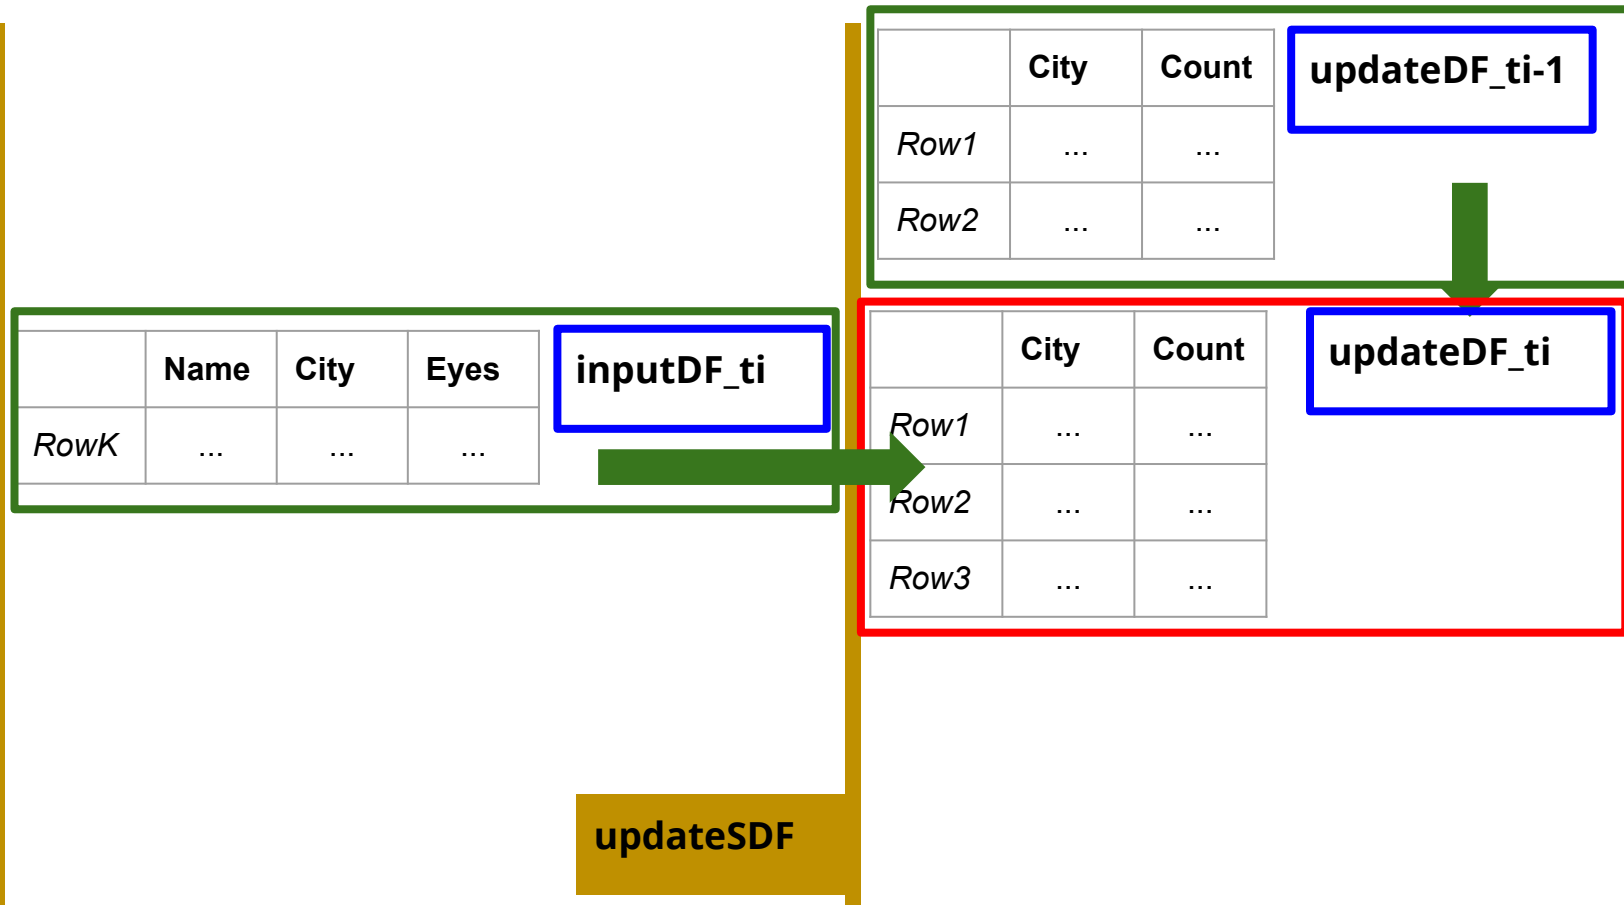 City Count updateDF_ti-1
Row1 ... ...
Row2 ... ...
Name City Eyes inputDF_ti
RowK ... ... ...
City Count updateDF_ti
Row1 ... ...
Row2 ... ...
Row3 ... ...
updateSDF